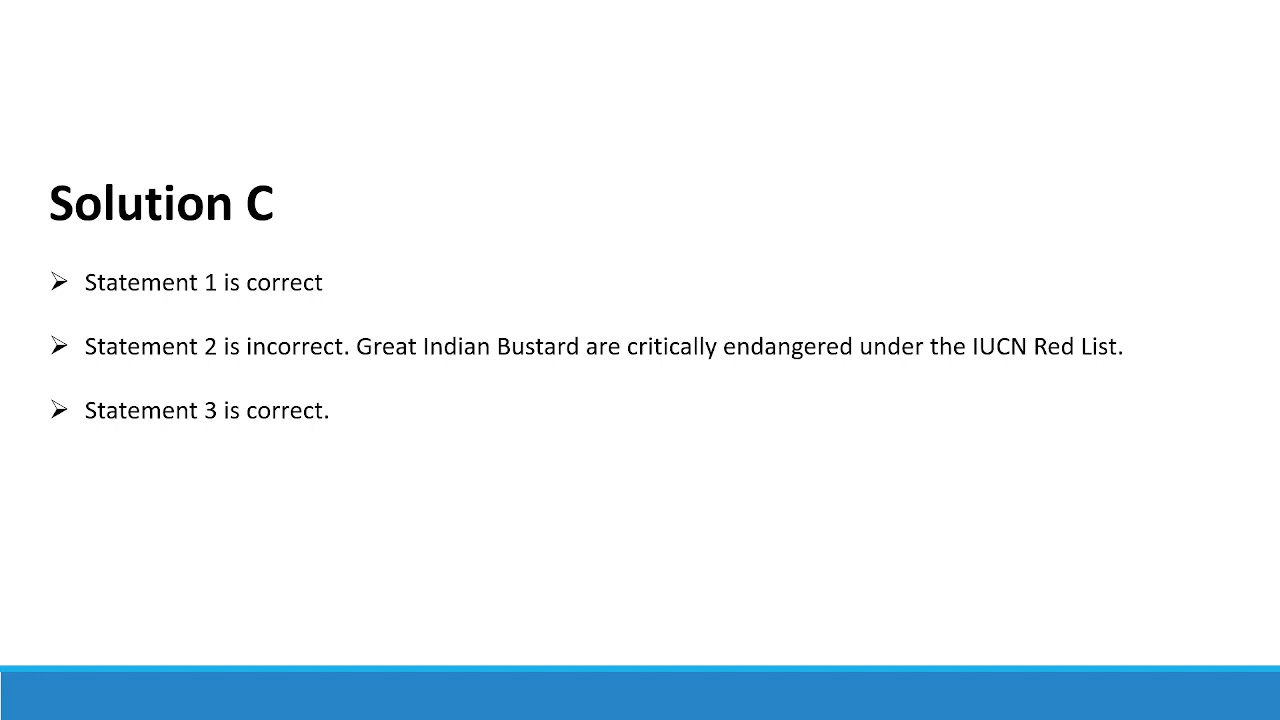 Solution C
➢ Statement 1 is correct
➢ Statement 2 is incorrect. Great Indian Bustard are critically endangered under the IUCN Red List.
➢ Statement 3 is correct.